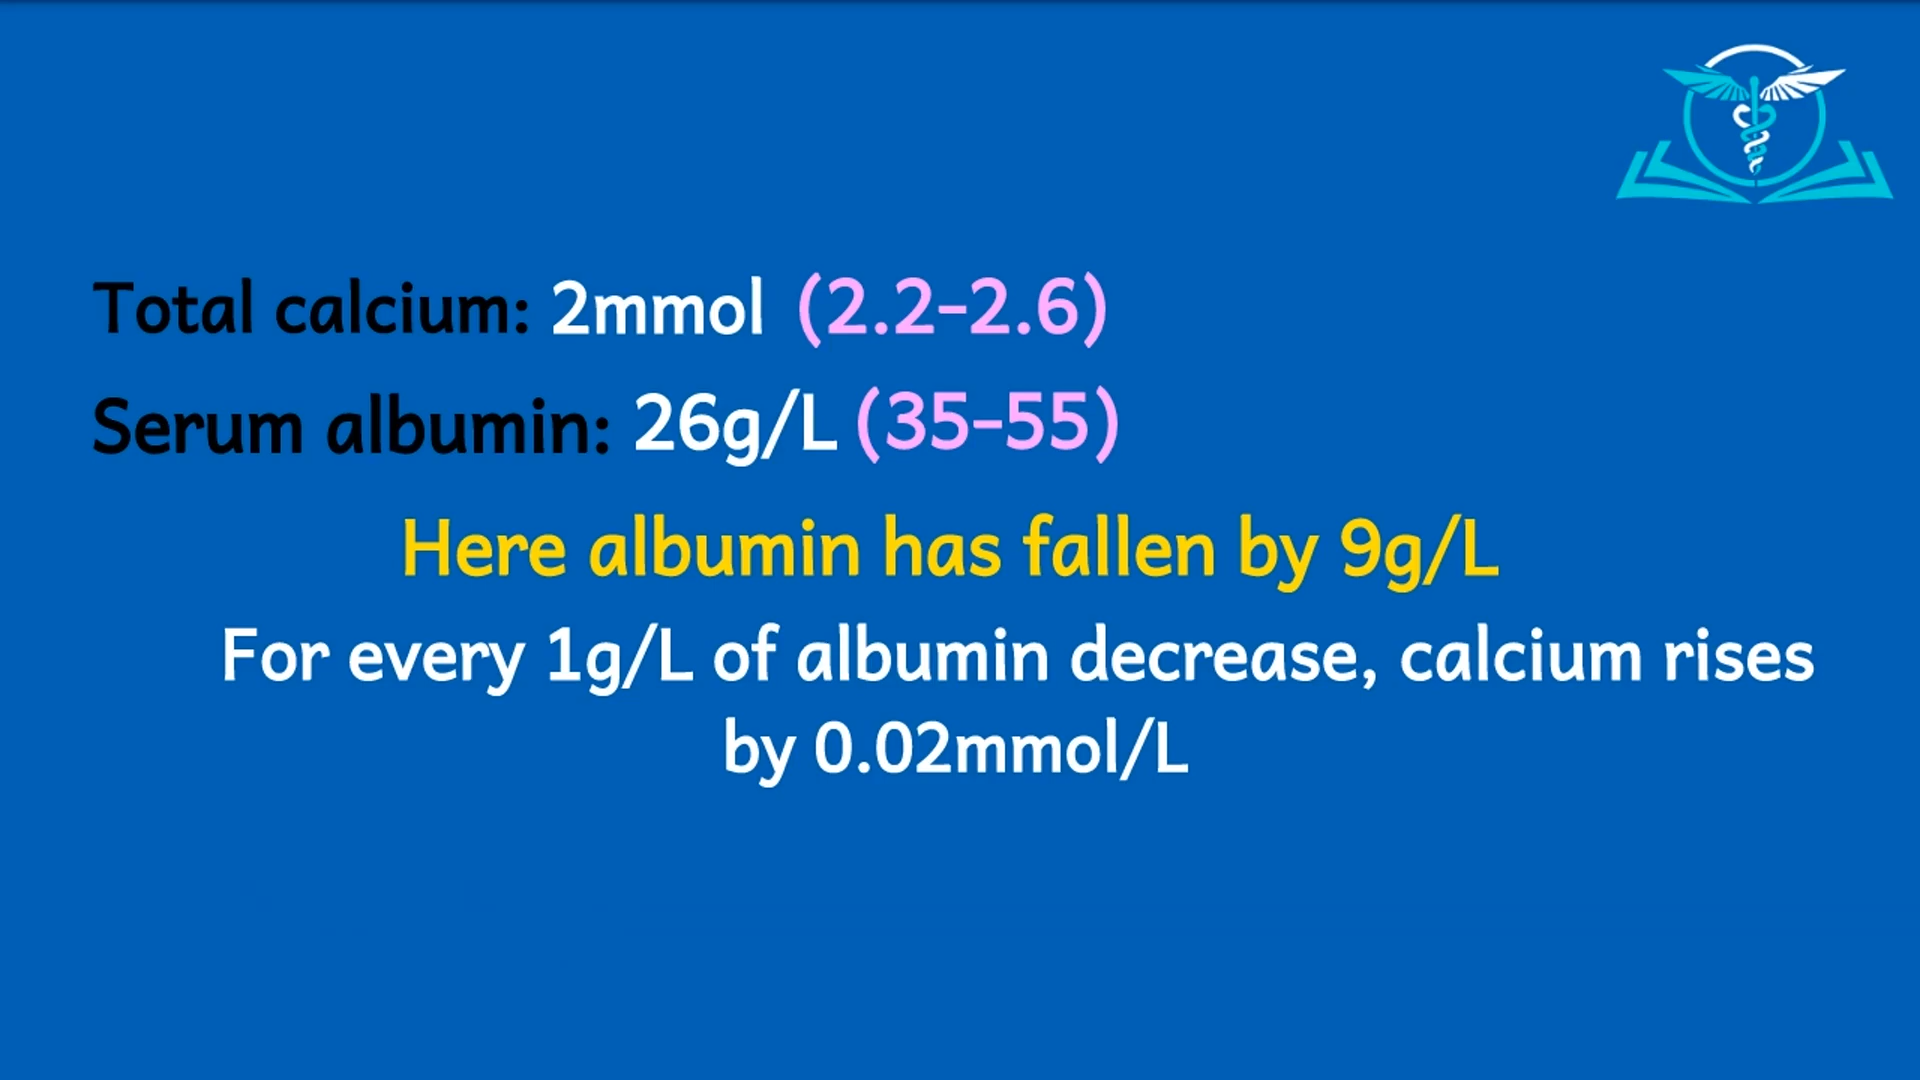 Total calcium: 2mmol (2.2-2.6)
Serum albumin: 26g/L (35-55)
Here albumin has fallen by 9g/L
For every 1g/L of albumin decrease, calcium rises
by 0.02mmol/L